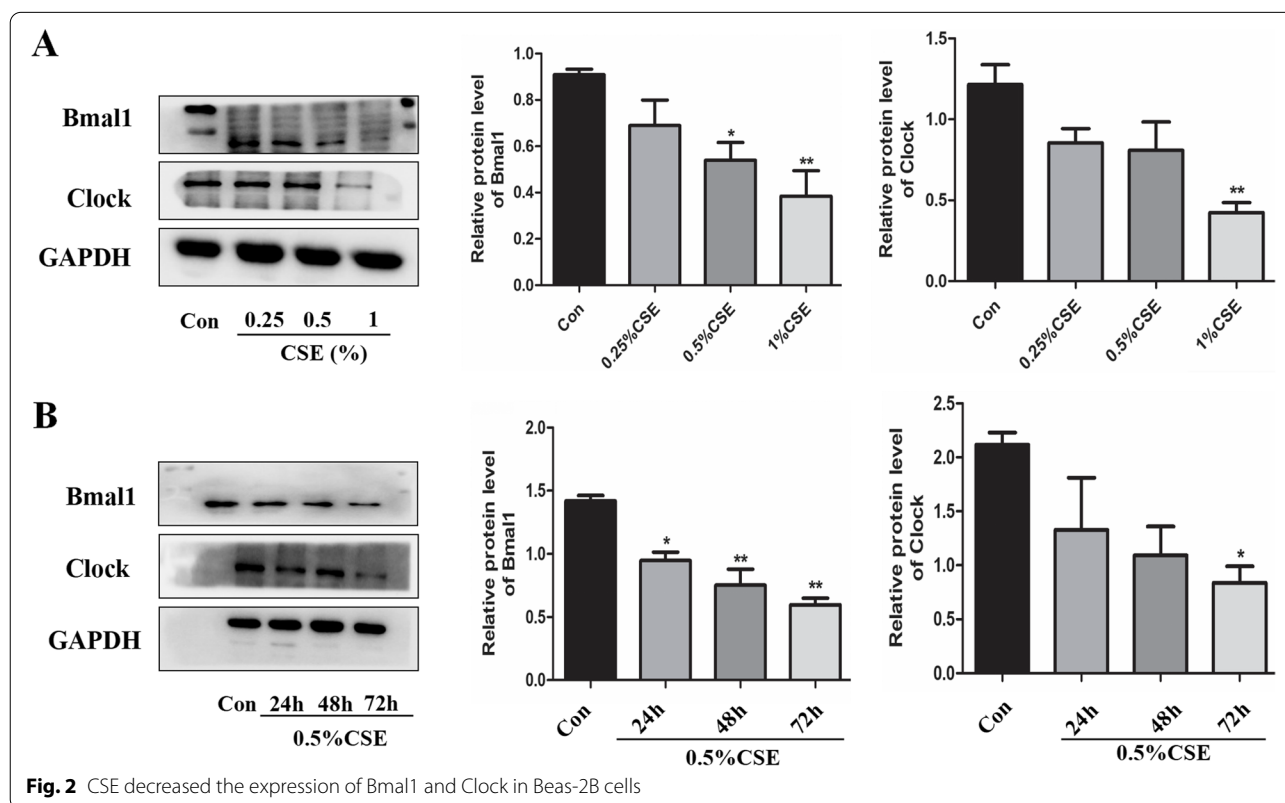 A
Bmal1
Clock
GAPDH
Con 0.25 0.5 1
CSE (%)
Relative protein level
of Bmal1
1.0
0.8
0.6
0.4
0.2
0.0
*
**
Con
0.25%CSE
0.5%CSE
1%CSE
Relative protein level
of Clock
1.5
1.0
0.5
0.0
**
Con
0.25%CSE
0.5%CSE
1%CSE
B
Bmal1
Clock
GAPDH
Con 24h 48h 72h
0.5%CSE
Relative protein level
of Bmal1
2.0
1.5
1.0
0.5
0.0
*
**
**
Con
24h
48h
72h
0.5%CSE
Relative protein level
of Clock
2.5
2.0
1.5
1.0
0.5
0.0
*
Con
24h
48h
72h
0.5%CSE
Fig. 2 CSE decreased the expression of Bmal1 and Clock in Beas-2B cells